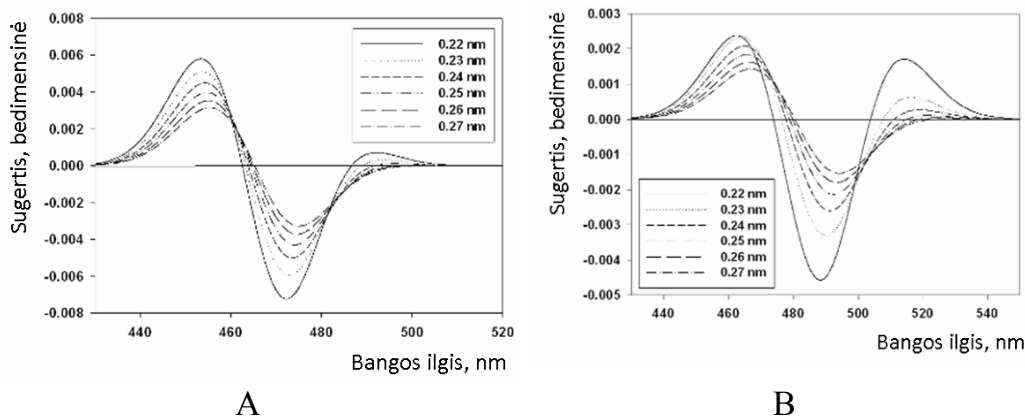 0.008
0.006
0.004
0.002
0.000
-0.002
-0.004
-0.006
-0.008
Sugertis, bedimensinė
0.22 nm
0.23 nm
0.24 nm
0.25 nm
0.26 nm
0.27 nm
440 460 480 500 520
Bangos ilgis, nm
A
0.003
0.002
0.001
0.000
-0.001
-0.002
-0.003
-0.004
-0.005
Sugertis, bedimensinė
0.22 nm
0.23 nm
0.24 nm
0.25 nm
0.26 nm
0.27 nm
440 460 480 500 520 540
Bangos ilgis, nm
B